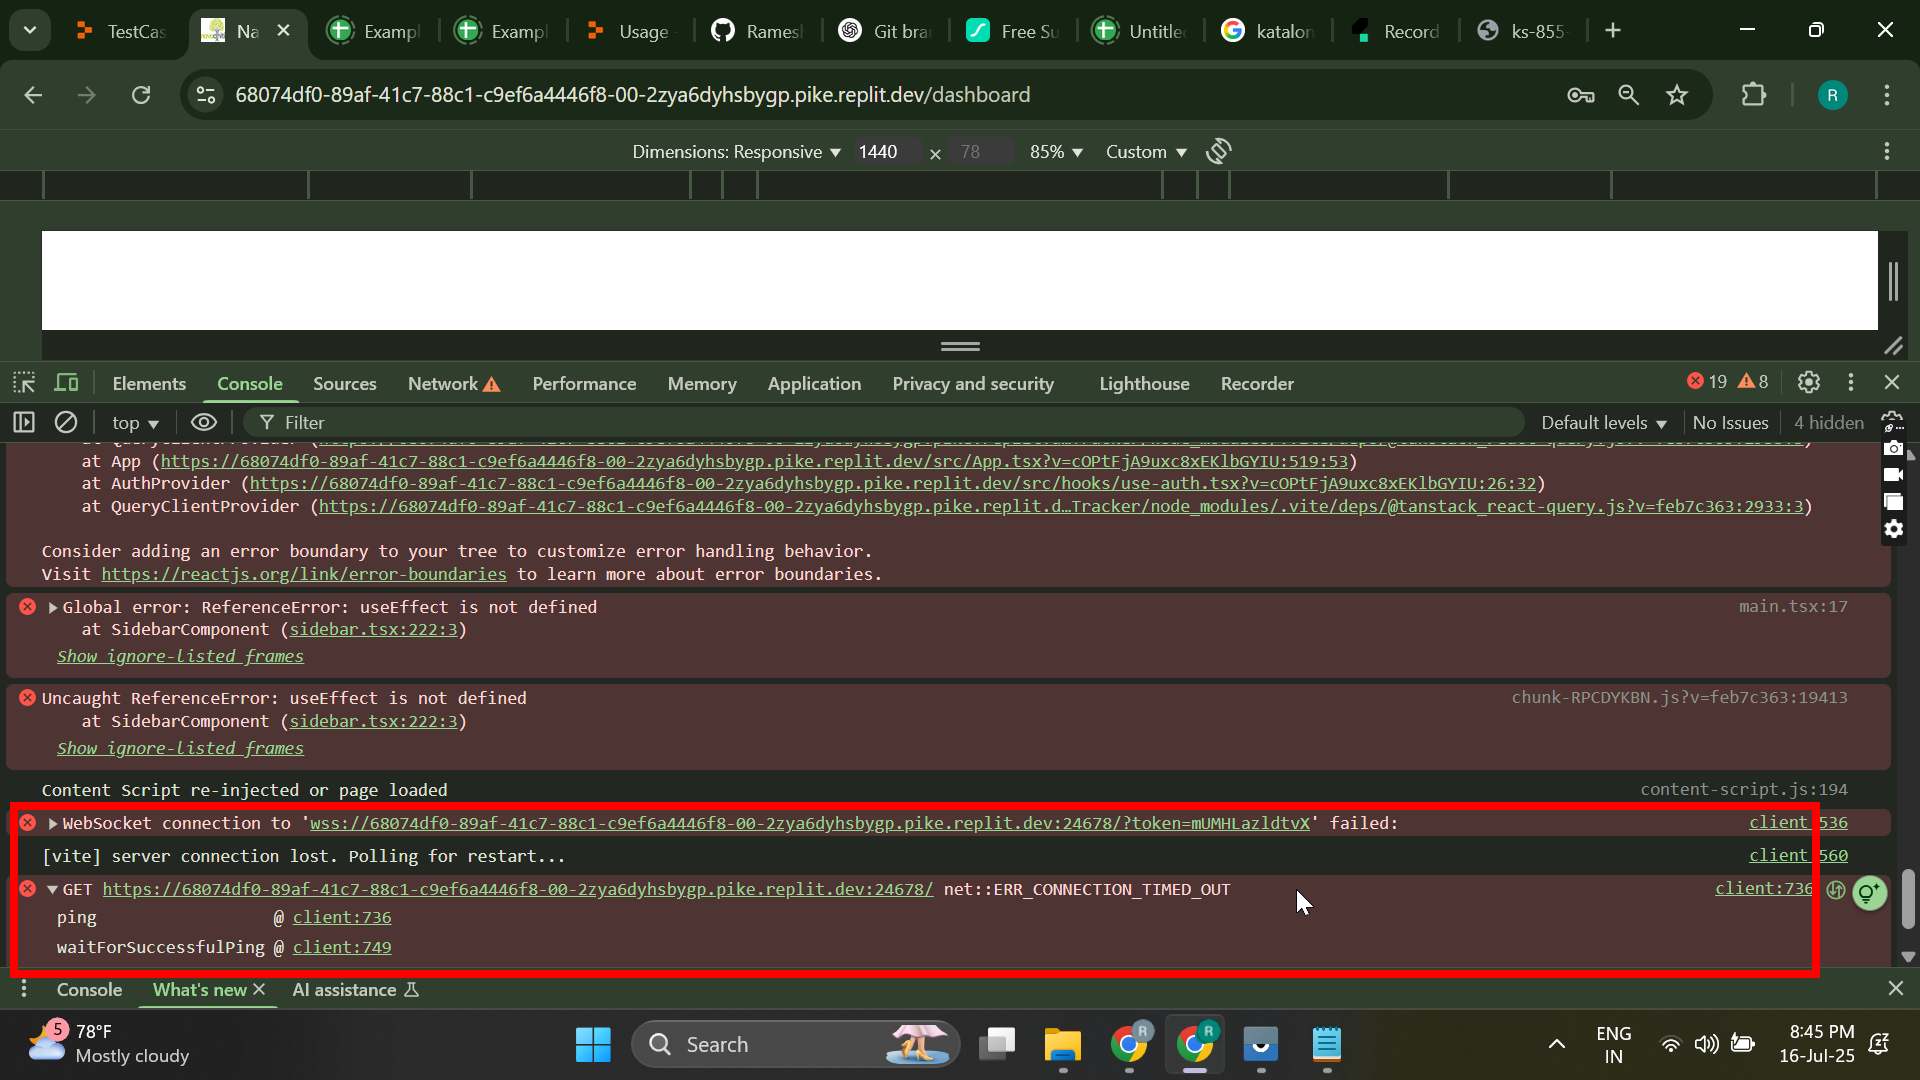 TestCas
Na
Exampl
Exampl
Usage
Rames
Git bra
Free Su
Untitle
katalon
Record
ks-855-
68074df0-89af-41c7-88c1-c9ef6a4446f8-00-2zya6dyhsbygp.pike.replit.dev/dashboard
R
Dimensions: Responsive ▼ 1440 × 78 85% ▼ Custom ▼
Elements Console Sources Network Performance Memory Application Privacy and security Lighthouse Recorder 19 8
top ▼ Filter Default levels ▼ No Issues 4 hidden
at App (https://68074df0-89af-41c7-88c1-c9ef6a4446f8-00-2zya6dyhsbygp.pike.replit.dev/src/App.tsx?v=cOPtFjA9uxc8xEKlbGYIU:519:53)
at AuthProvider (https://68074df0-89af-41c7-88c1-c9ef6a4446f8-00-2zya6dyhsbygp.pike.replit.dev/src/hooks/use-auth.tsx?v=cOPtFjA9uxc8xEKlbGYIU:26:32)
at QueryClientProvider (https://68074df0-89af-41c7-88c1-c9ef6a4446f8-00-2zya6dyhsbygp.pike.replit.d…Tracker/node_modules/.vite/deps/@tanstack_react-query.js?v=feb7c363:2933:3)
Consider adding an error boundary to your tree to customize error handling behavior.
Visit https://reactjs.org/link/error-boundaries to learn more about error boundaries.
Global error: ReferenceError: useEffect is not defined main.tsx:17
at SidebarComponent (sidebar.tsx:222:3)
Show ignore-listed frames
Uncaught ReferenceError: useEffect is not defined chunk-RPCDYKBN.js?v=feb7c363:19413
at SidebarComponent (sidebar.tsx:222:3)
Show ignore-listed frames
Content Script re-injected or page loaded content-script.js:194
WebSocket connection to 'wss://68074df0-89af-41c7-88c1-c9ef6a4446f8-00-2zya6dyhsbygp.pike.replit.dev:24678/?token=mUMHLazldtvX' failed: client:536
[vite] server connection lost. Polling for restart... client:560
GET https://68074df0-89af-41c7-88c1-c9ef6a4446f8-00-2zya6dyhsbygp.pike.replit.dev:24678/ net::ERR_CONNECTION_TIMED_OUT client:736
ping @ client:736
waitForSuccessfulPing @ client:749
Console What's new AI assistance
5 78°F
Mostly cloudy
Search
R
R
ENG
IN
8:45 PM
16-Jul-25